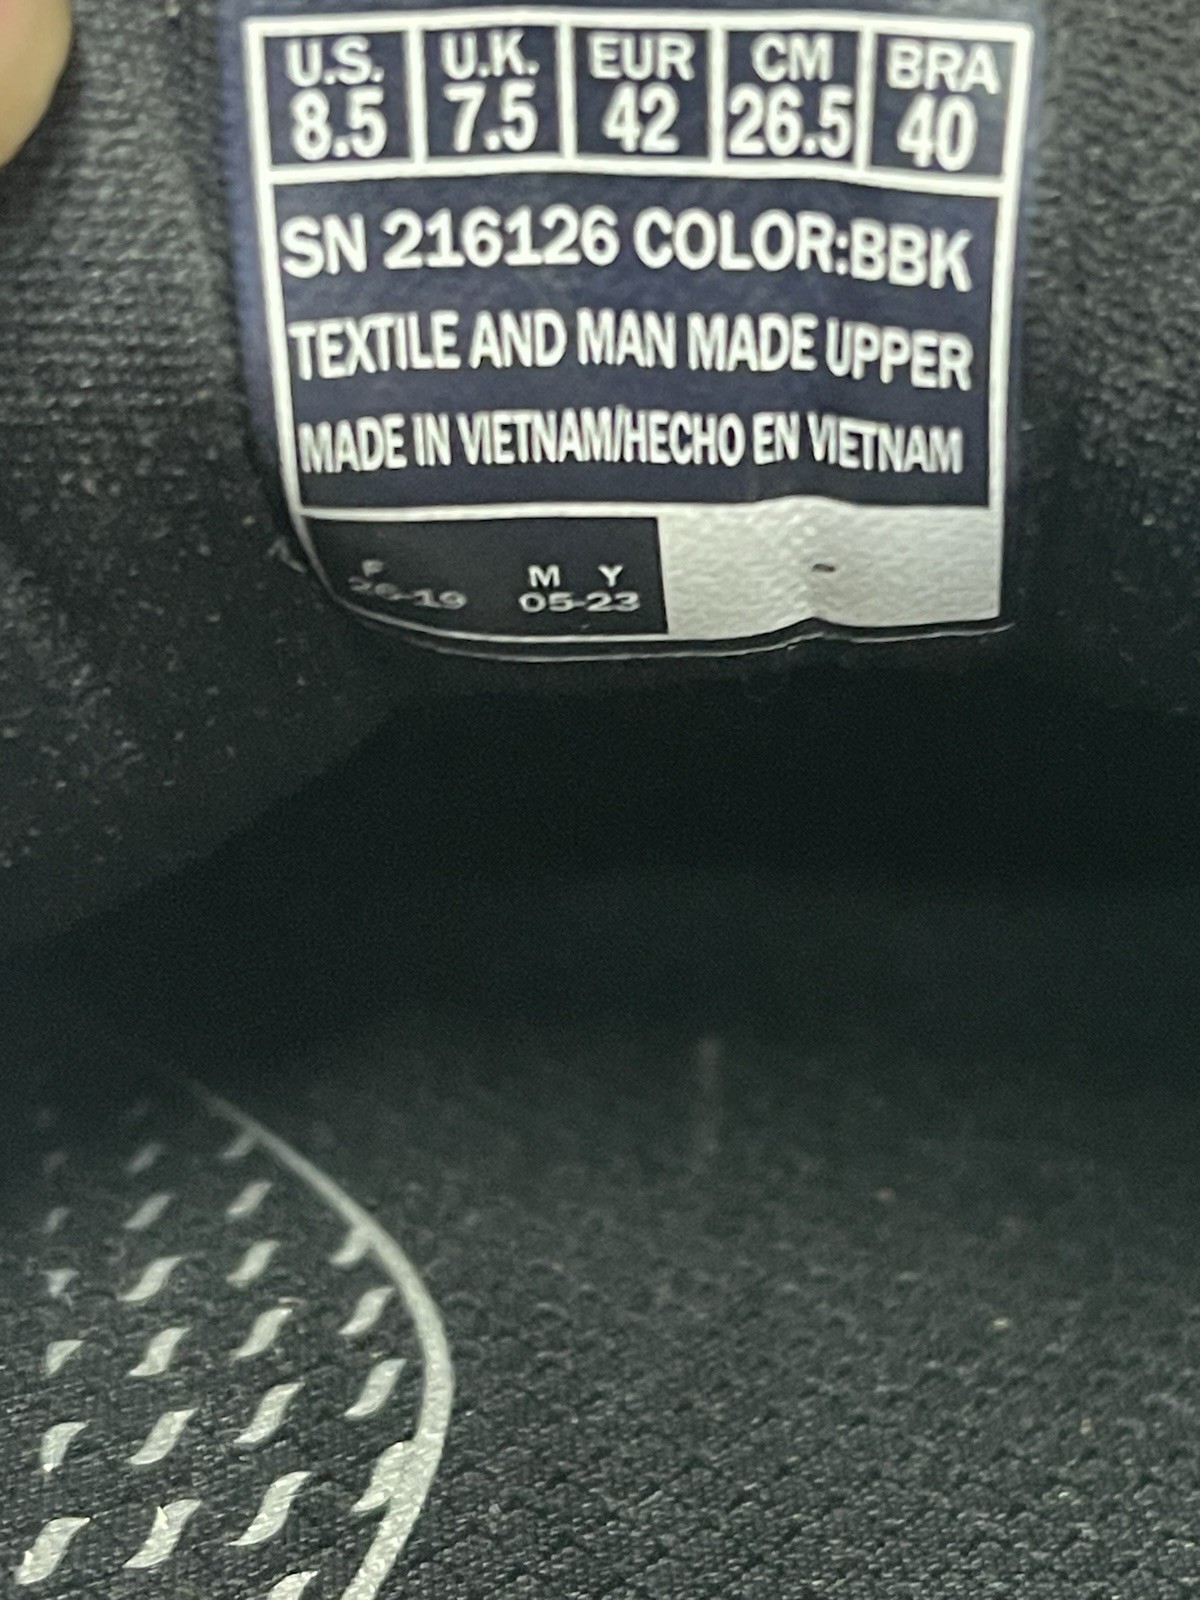 U.S. U.K. EUR CM BRA
8.5 7.5 42 26.5 40
SN 216126 COLOR:BBK
TEXTILE AND MAN MADE UPPER
MADE IN VIETNAM/HECHO EN VIETNAM
M Y
05-23